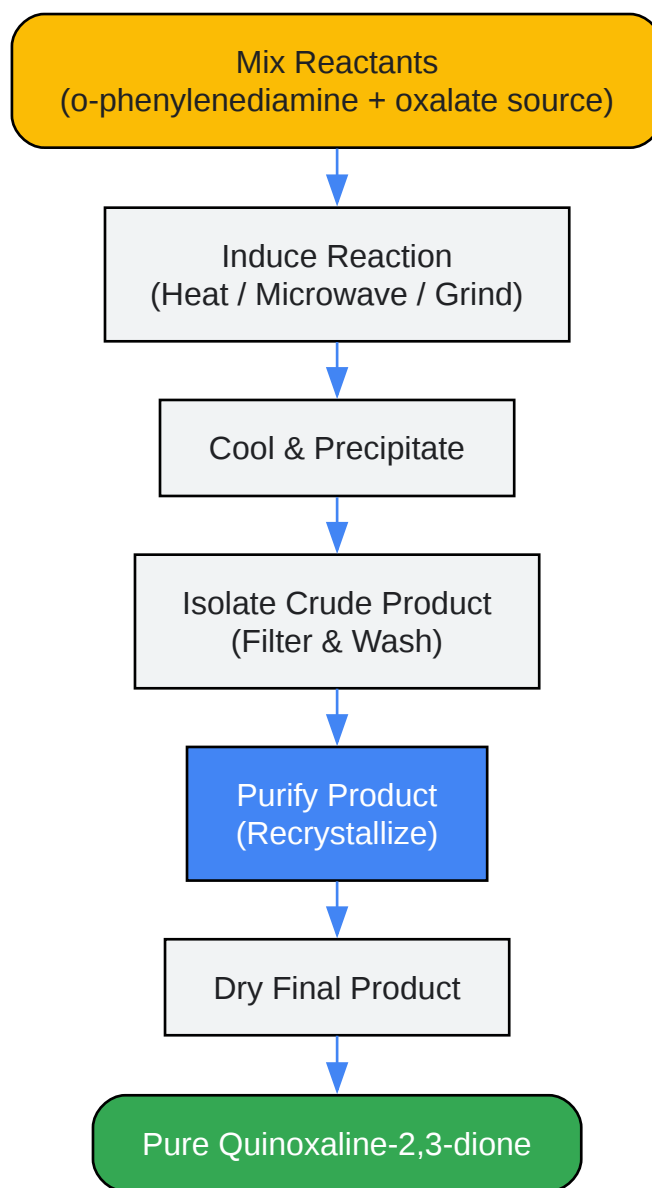 Mix Reactants
(o-phenylenediamine + oxalate source)
Induce Reaction
(Heat / Microwave / Grind)
Cool & Precipitate
Isolate Crude Product
(Filter & Wash)
Purify Product
(Recrystallize)
Dry Final Product
Pure Quinoxaline-2,3-dione